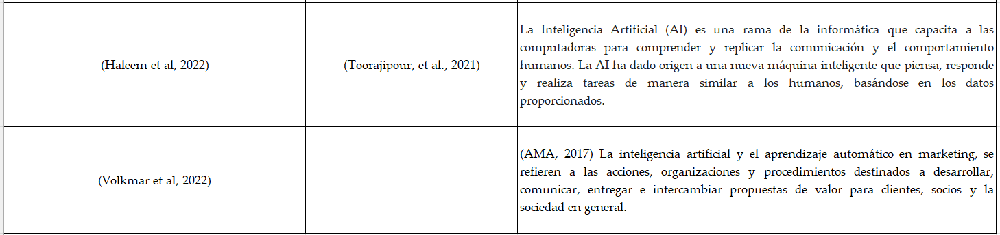 (Haleem et al, 2022)
(Toorajipour, et al., 2021)
La Inteligencia Artificial (AI) es una rama de la informática que capacita a las
computadoras para comprender y replicar la comunicación y el comportamiento
humanos. La AI ha dado origen a una nueva máquina inteligente que piensa, responde
y realiza tareas de manera similar a los humanos, basándose en los datos
proporcionados.
(Volkmar et al, 2022)
(AMA, 2017) La inteligencia artificial y el aprendizaje automático en marketing, se
refieren a las acciones, organizaciones y procedimientos destinados a desarrollar,
comunicar, entregar e intercambiar propuestas de valor para clientes, socios y la
sociedad en general.